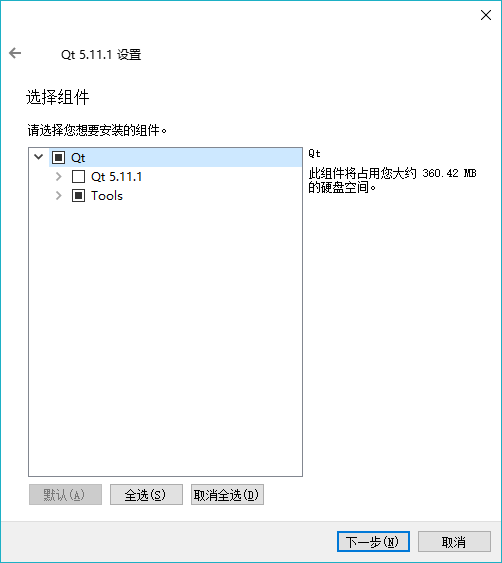 Qt 5.11.1 设置
选择组件
请选择您想要安装的组件。
Qt
Qt 5.11.1
Tools
Qt
此组件将占用您大约 360.42 MB
的硬盘空间。
默认(A)
全选(S)
取消全选(D)
下一步(N)
取消